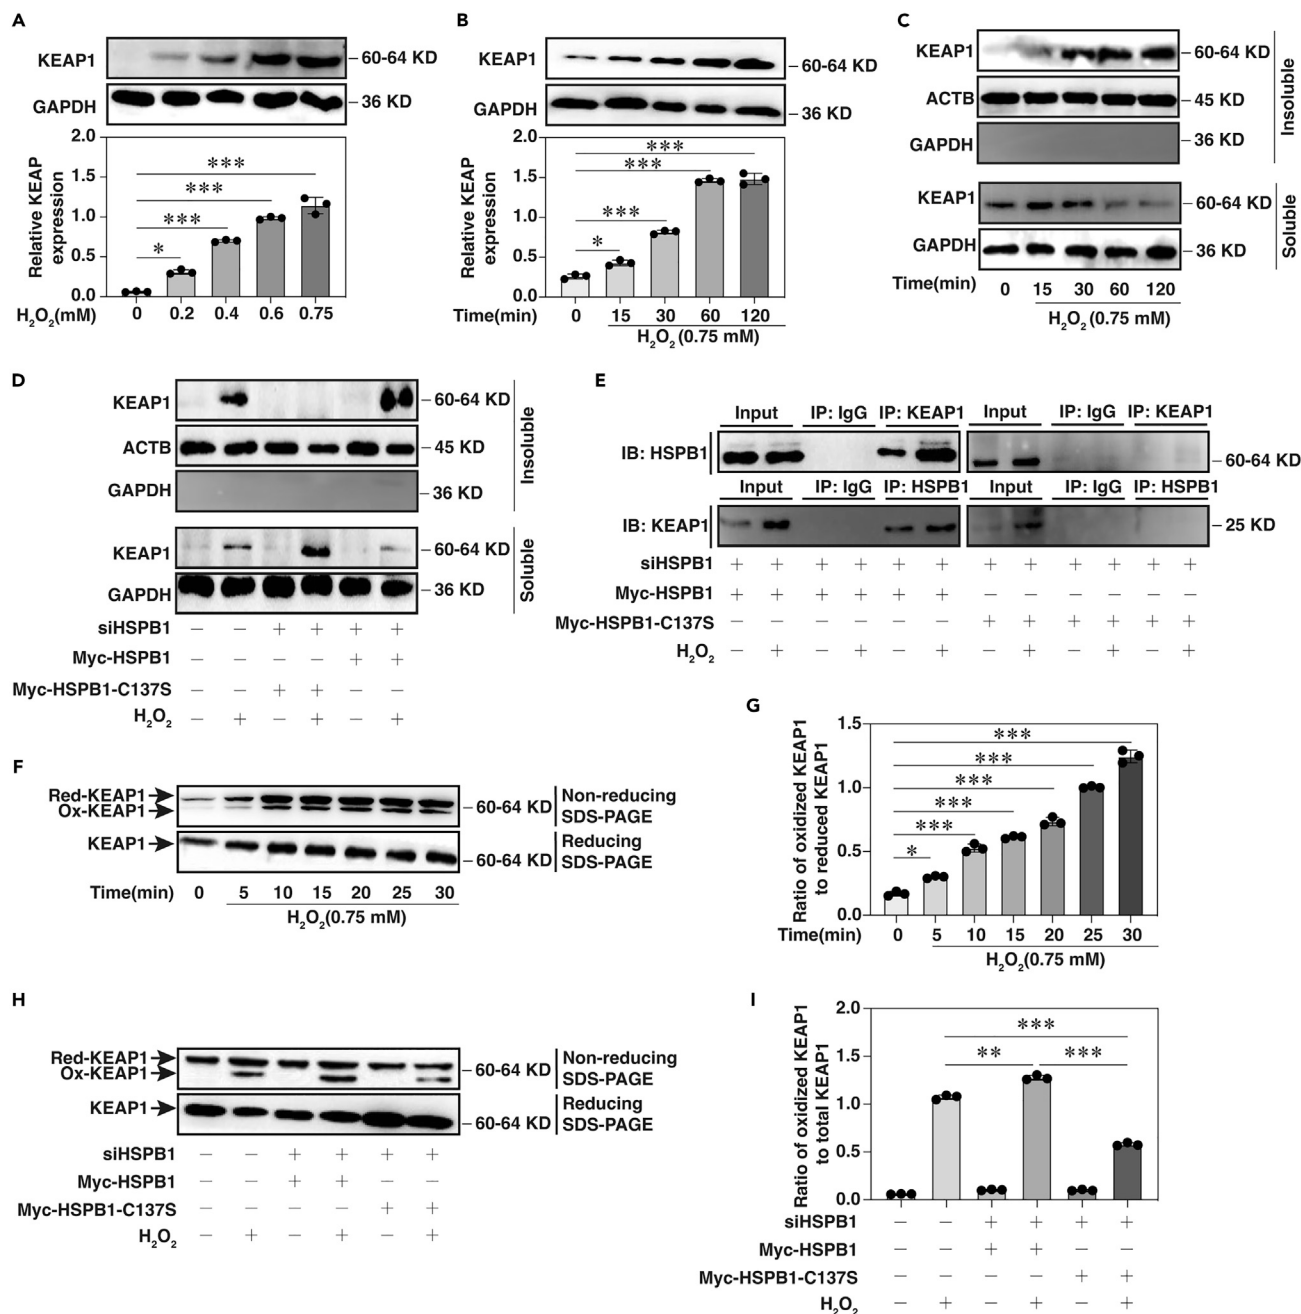 A
KEAP1
60-64 KD
GAPDH
36 KD
2.0
1.5
1.0
0.5
0.0
Relative KEAP
expression
*
***
***
***
H₂O₂(mM)
0 0.2 0.4 0.6 0.75
B
KEAP1
60-64 KD
GAPDH
36 KD
2.0
1.5
1.0
0.5
0.0
Relative KEAP
expression
*
***
***
***
Time(min)
0 15 30 60 120
H₂O₂ (0.75 mM)
C
KEAP1
60-64 KD
ACTB
45 KD
GAPDH
36 KD
Insoluble
KEAP1
60-64 KD
GAPDH
36 KD
Soluble
Time(min)
0 15 30 60 120
H₂O₂ (0.75 mM)
D
KEAP1
60-64 KD
ACTB
45 KD
GAPDH
36 KD
Insoluble
KEAP1
60-64 KD
GAPDH
36 KD
Soluble
siHSPB1 − − + + + +
Myc-HSPB1 − − − − + +
Myc-HSPB1-C137S − − + + − −
H₂O₂ − + − + − +
E
Input IP: IgG IP: KEAP1 Input IP: IgG IP: KEAP1
IB: HSPB1
60-64 KD
Input IP: IgG IP: HSPB1 Input IP: IgG IP: HSPB1
IB: KEAP1
25 KD
siHSPB1 + + + + + + + + + + + +
Myc-HSPB1 + + + + + + − − − − − −
Myc-HSPB1-C137S − − − − − − + + + + + +
H₂O₂ − + − + − + − + − + − +
F
Red-KEAP1
Ox-KEAP1
60-64 KD
Non-reducing
SDS-PAGE
KEAP1
60-64 KD
Reducing
SDS-PAGE
Time(min) 0 5 10 15 20 25 30
H₂O₂(0.75 mM)
G
Ratio of oxidized KEAP1
to reduced KEAP1
1.5
1.0
0.5
0.0
*
***
***
***
***
***
Time(min)
0 5 10 15 20 25 30
H₂O₂(0.75 mM)
H
Red-KEAP1
Ox-KEAP1
60-64 KD
Non-reducing
SDS-PAGE
KEAP1
60-64 KD
Reducing
SDS-PAGE
siHSPB1 − − + + + +
Myc-HSPB1 − − + + − −
Myc-HSPB1-C137S − − − − + +
H₂O₂ − + − + − +
I
Ratio of oxidized KEAP1
to total KEAP1
2.0
1.5
1.0
0.5
0.0
***
** ***
siHSPB1 − − + + + +
Myc-HSPB1 − − + + − −
Myc-HSPB1-C137S − − − − + +
H₂O₂ − + − + − +